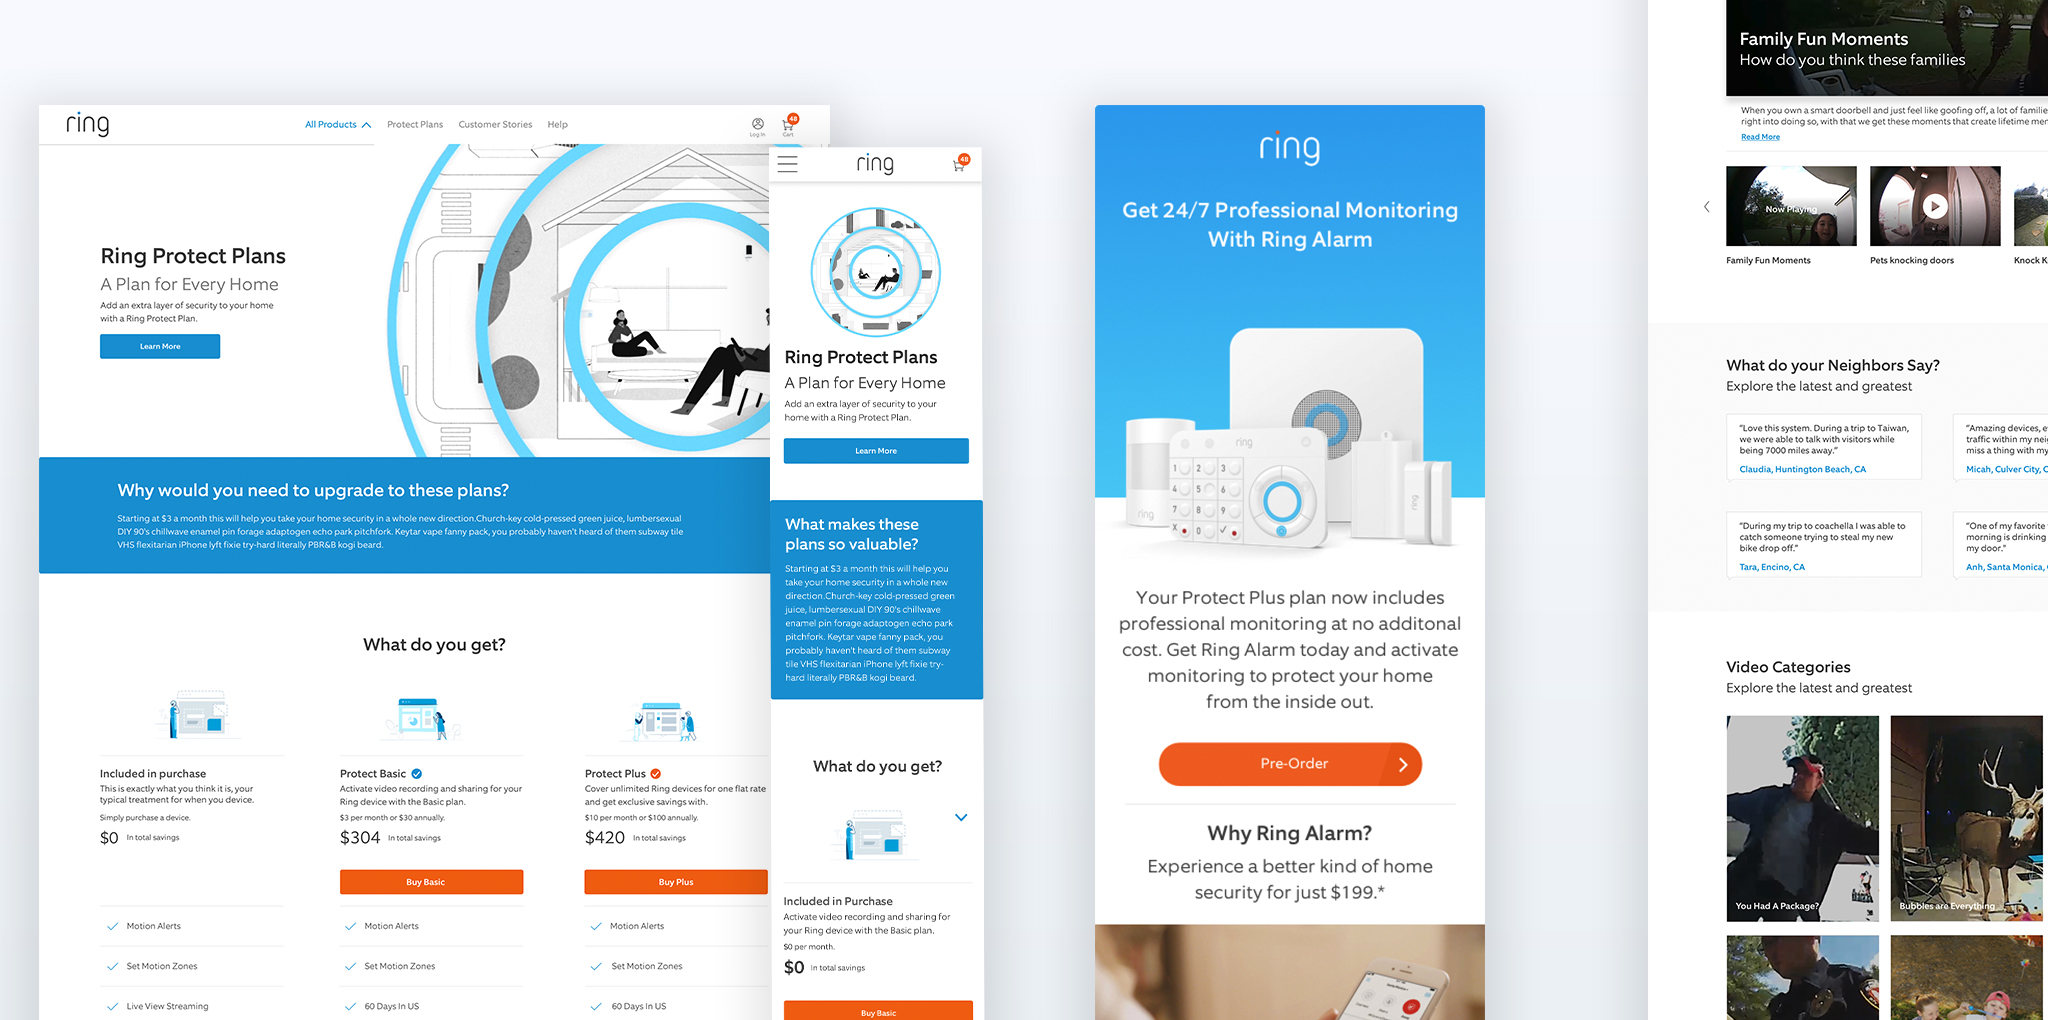 ring
All Products
Protect Plans
Customer Stories
Help
Log In
48
Cart
Ring Protect Plans
A Plan for Every Home
Add an extra layer of security to your home
with a Ring Protect Plan.
Learn More
Why would you need to upgrade to these plans?
Starting at $3 a month this will help you take your home security in a whole new direction.Church-key cold-pressed green juice, lumbersexual
DIY 90's chillwave enamel pin forage adaptogen echo park pitchfork. Keytar vape fanny pack, you probably haven't heard of them subway tile
VHS flexitarian iPhone lyft fixie try-hard literally PBR&B kogi beard.
What do you get?
Included in purchase
This is exactly what you think it is, your
typical treatment for when you device.
Simply purchase a device.
$0 In total savings
Motion Alerts
Set Motion Zones
Live View Streaming
Protect Basic
Activate video recording and sharing for your
Ring device with the Basic plan.
$3 per month or $30 annually.
$304 In total savings
Buy Basic
Motion Alerts
Set Motion Zones
60 Days In US
Protect Plus
Cover unlimited Ring devices for one flat rate
and get exclusive savings with.
$10 per month or $100 annually.
$420 In total savings
Buy Plus
Motion Alerts
Set Motion Zones
60 Days In US
ring
48
Ring Protect Plans
A Plan for Every Home
Add an extra layer of security to your
home with a Ring Protect Plan.
Learn More
What makes these
plans so valuable?
Starting at $3 a month this will help you
take your home security in a whole new
direction.Church-key cold-pressed green
juice, lumbersexual DIY 90's chillwave
enamel pin forage adaptogen echo park
pitchfork. Keytar vape fanny pack, you
probably haven't heard of them subway
tile VHS flexitarian iPhone lyft fixie try-
hard literally PBR&B kogi beard.
What do you get?
Included in Purchase
Activate video recording and sharing for
your Ring device with the Basic plan.
$0 per month.
$0 In total savings
Buy Basic
ring
Get 24/7 Professional Monitoring
With Ring Alarm
ring
1 2 3
4 5 6
7 8 9
X 0
ring
ring
Your Protect Plus plan now includes
professional monitoring at no additonal
cost. Get Ring Alarm today and activate
monitoring to protect your home
from the inside out.
Pre-Order
Why Ring Alarm?
Experience a better kind of home
security for just $199.*
Family Fun Moments
How do you think these families
When you own a smart doorbell and just feel like goofing off, a lot of familie
right into doing so, with that we get these moments that create lifetime mer
Read More
Now Playing
Family Fun Moments
Pets knocking doors
Knock K
What do your Neighbors Say?
Explore the latest and greatest
"Love this system. During a trip to Taiwan,
we were able to talk with visitors while
being 7000 miles away."
Claudia, Huntington Beach, CA
"Amazing devices, e
traffic within my nei
miss a thing with my
Micah, Culver City, C
"During my trip to coachella I was able to
catch someone trying to steal my new
bike drop off."
Tara, Encino, CA
"One of my favorite
morning is drinking
my door."
Anh, Santa Monica,
Video Categories
Explore the latest and greatest
You Had A Package?
Bubbles are Everything